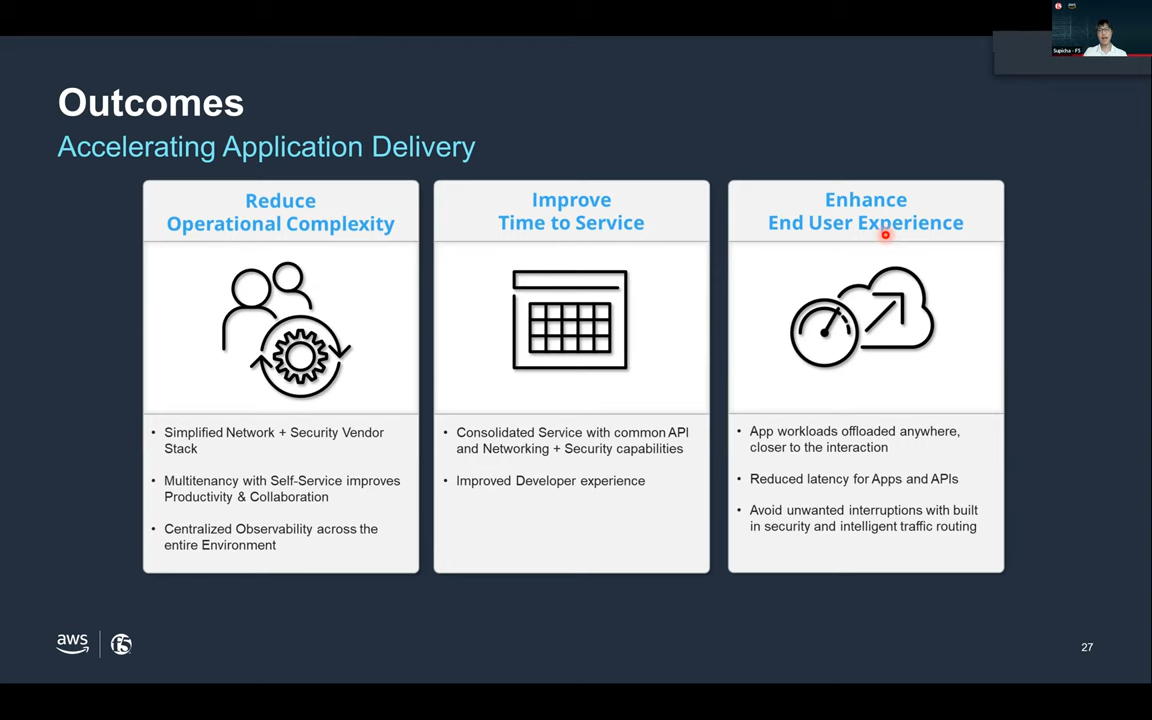 Supicha - F5
Outcomes
Accelerating Application Delivery
Reduce
Operational Complexity
Improve
Time to Service
Enhance
End User Experience
• Simplified Network + Security Vendor
Stack
• Multitenancy with Self-Service improves
Productivity & Collaboration
• Centralized Observability across the
entire Environment
• Consolidated Service with common API
and Networking + Security capabilities
• Improved Developer experience
• App workloads offloaded anywhere,
closer to the interaction
• Reduced latency for Apps and APIs
• Avoid unwanted interruptions with built
in security and intelligent traffic routing
aws
f5
27